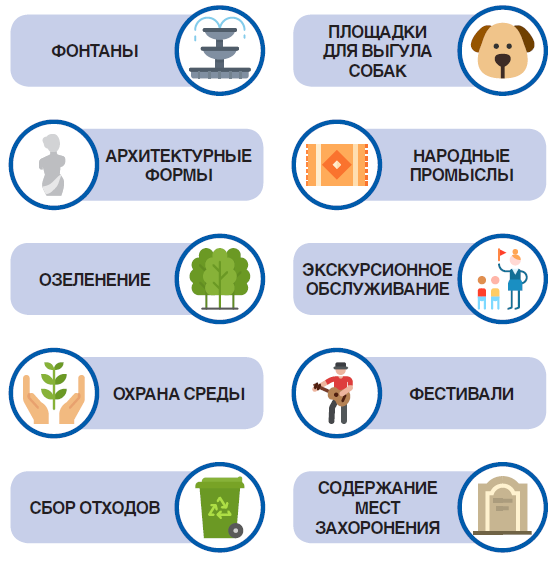 ФОНТАНЫ
ПЛОЩАДКИ
ДЛЯ ВЫГУЛА
СОБАК
АРХИТЕКТУРНЫЕ
ФОРМЫ
НАРОДНЫЕ
ПРОМЫСЛЫ
ОЗЕЛЕНЕНИЕ
ЭКСКУРСИОННОЕ
ОБСЛУЖИВАНИЕ
ОХРАНА СРЕДЫ
ФЕСТИВАЛИ
СБОР ОТХОДОВ
СОДЕРЖАНИЕ
МЕСТ
ЗАХОРОНЕНИЯ